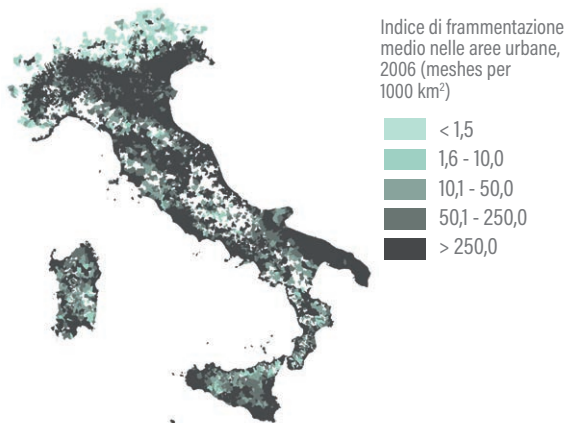 Indice di frammentazione
medio nelle aree urbane,
2006 (meshes per
1000 km²)
< 1,5
1,6 - 10,0
10,1 - 50,0
50,1 - 250,0
> 250,0